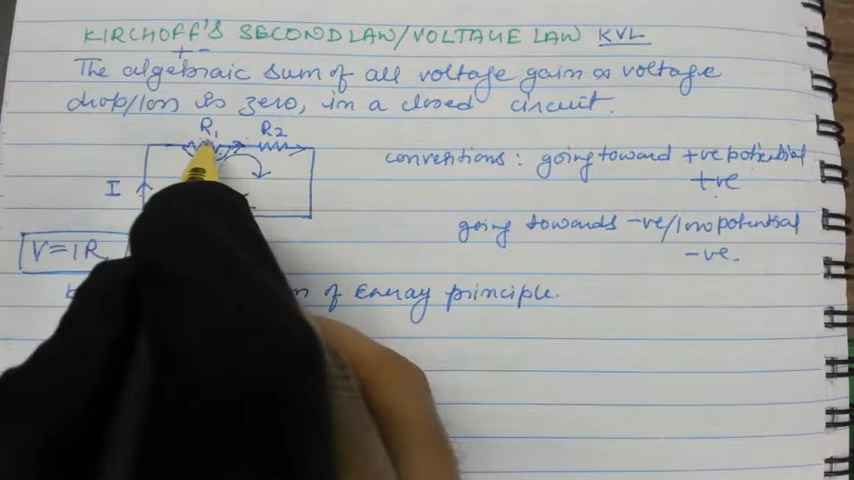 KIRCHOFF'S SECOND LAW/VOLTAGE LAW KVL
+ -
The algebraic sum of all voltage gain or voltage
drop/loss is zero, in a closed circuit.
R1 R2
conventions: going toward +ve potential
+ve
I
going towards -ve/low potential
-ve.
V=IR
of Energy principle.